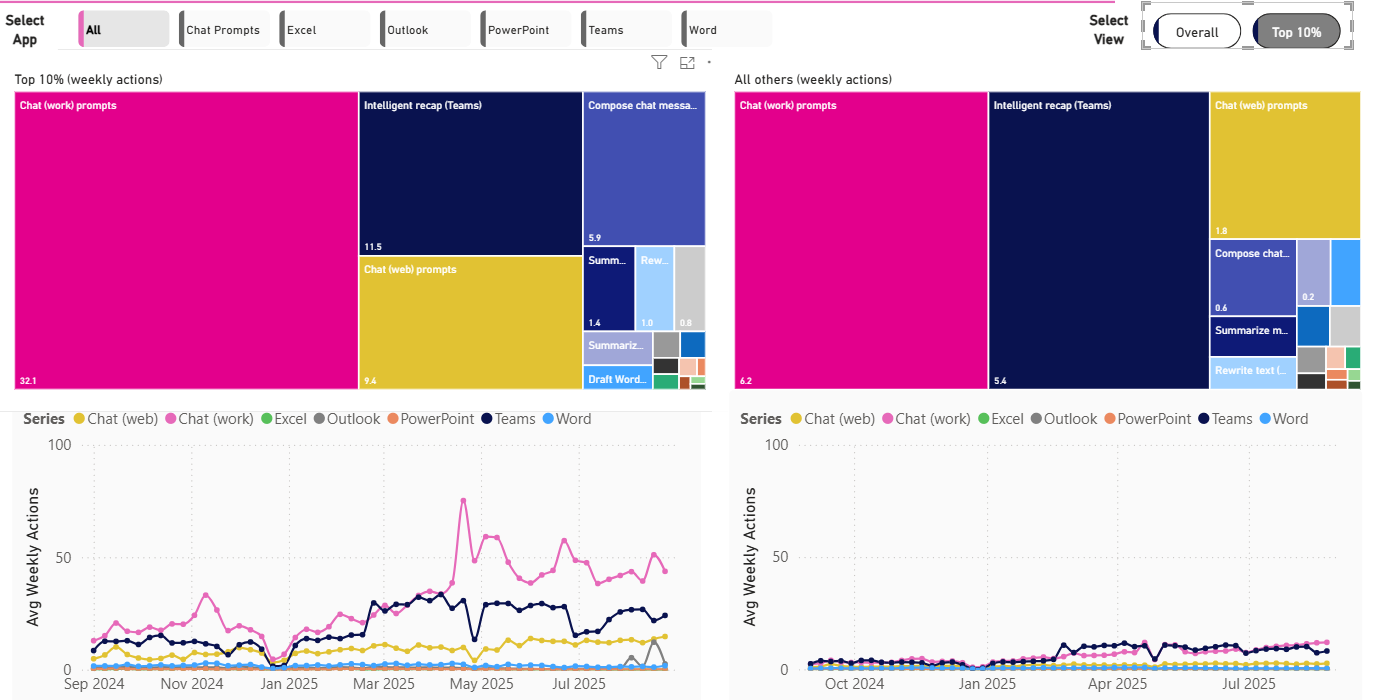 Select App
All
Chat Prompts
Excel
Outlook
PowerPoint
Teams
Word
Select View
Overall
Top 10%
Top 10% (weekly actions)
Chat (work) prompts
32.1
Intelligent recap (Teams)
11.5
Chat (web) prompts
9.4
Compose chat messa...
5.9
Summ...
1.4
Rew...
1.0
0.8
Summariz...
Draft Word...
All others (weekly actions)
Chat (work) prompts
6.2
Intelligent recap (Teams)
5.4
Chat (web) prompts
1.8
Compose chat...
0.6
0.2
Summarize m...
Rewrite text (...
Series Chat (web) Chat (work) Excel Outlook PowerPoint Teams Word
Avg Weekly Actions
100
50
0
Sep 2024 Nov 2024 Jan 2025 Mar 2025 May 2025 Jul 2025
Series Chat (web) Chat (work) Excel Outlook PowerPoint Teams Word
Avg Weekly Actions
100
50
0
Oct 2024 Jan 2025 Apr 2025 Jul 2025